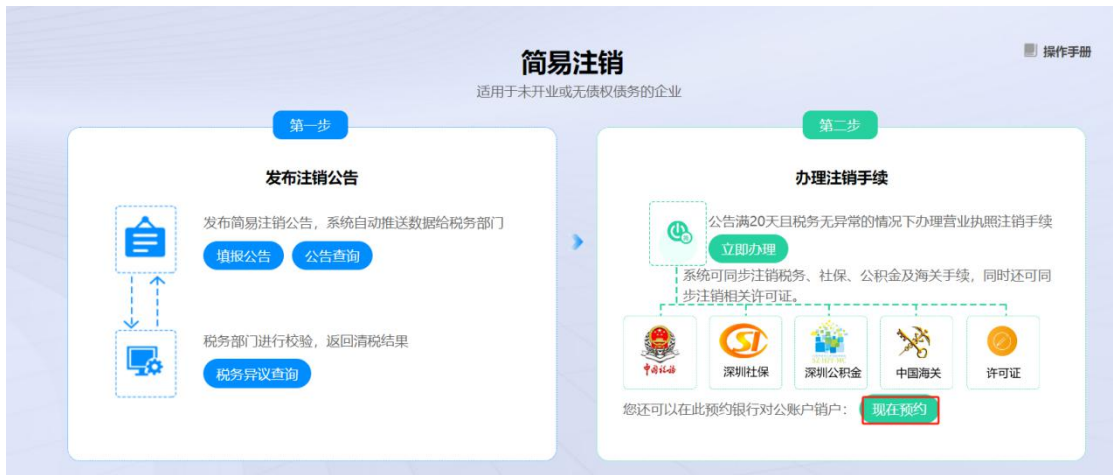 简易注销
操作手册
适用于未开业或无债权债务的企业
第一步
发布注销公告
发布简易注销公告，系统自动推送数据给税务部门
填报公告
公告查询
税务部门进行校验，返回清税结果
税务异议查询
第二步
办理注销手续
公告满20天且税务无异常的情况下办理营业执照注销手续
立即办理
系统可同步注销税务、社保、公积金及海关手续，同时还可同
步注销相关许可证。
中国税务
深圳社保
深圳公积金
中国海关
许可证
您还可以在此预约银行对公账户销户：
现在预约